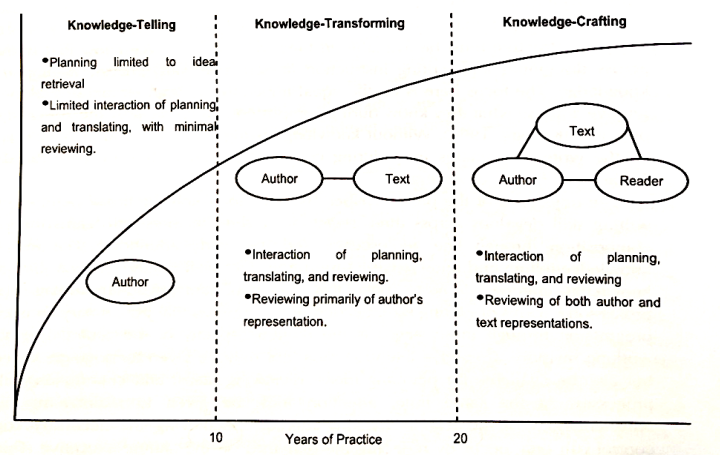 Knowledge-Telling
Knowledge-Transforming
Knowledge-Crafting
•Planning limited to idea
retrieval
•Limited interaction of planning
and translating, with minimal
reviewing.
Author
Author
Text
Text
Author
Reader
•Interaction of planning,
translating, and reviewing.
•Reviewing primarily of author's
representation.
•Interaction of planning,
translating, and reviewing
•Reviewing of both author and
text representations.
10
Years of Practice
20